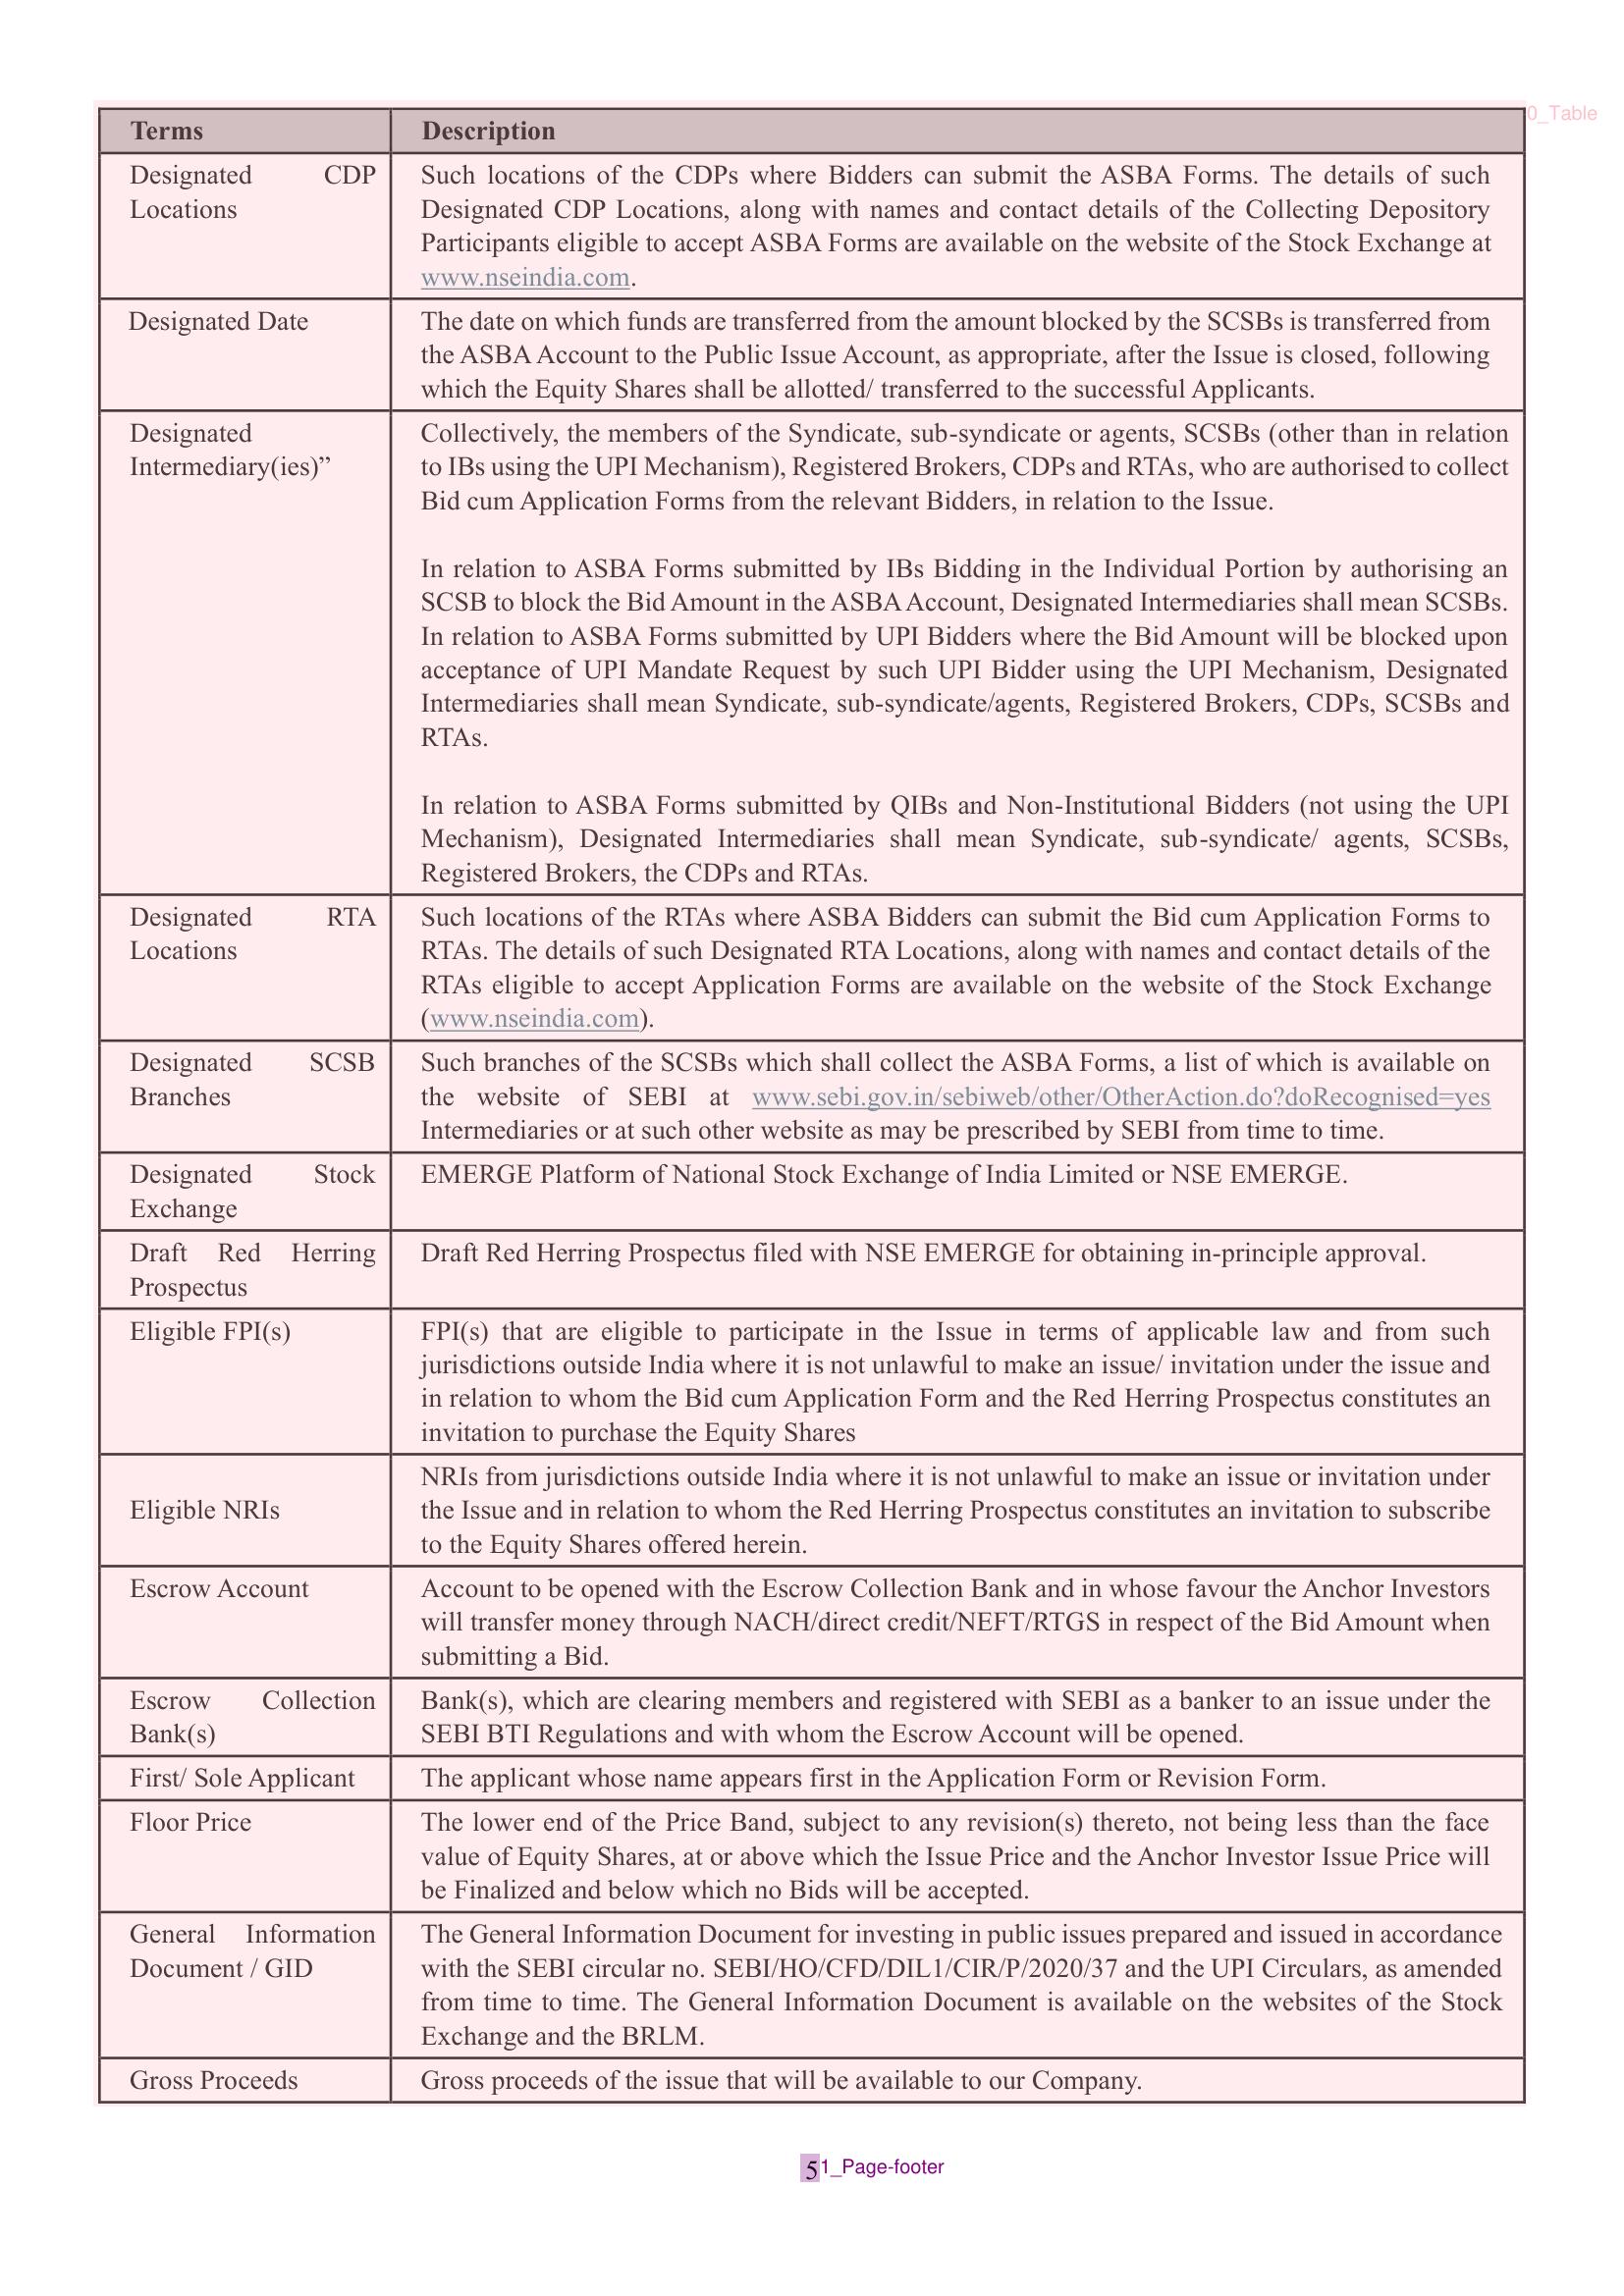 0_Table
Terms Description
Designated CDP Such locations of the CDPs where Bidders can submit the ASBA Forms. The details of such
Locations Designated CDP Locations, along with names and contact details of the Collecting Depository
Participants eligible to accept ASBA Forms are available on the website of the Stock Exchange at
www.nseindia.com.
Designated Date The date on which funds are transferred from the amount blocked by the SCSBs is transferred from
the ASBA Account to the Public Issue Account, as appropriate, after the Issue is closed, following
which the Equity Shares shall be allotted/ transferred to the successful Applicants.
Designated Collectively, the members of the Syndicate, sub-syndicate or agents, SCSBs (other than in relation
Intermediary(ies)” to IBs using the UPI Mechanism), Registered Brokers, CDPs and RTAs, who are authorised to collect
Bid cum Application Forms from the relevant Bidders, in relation to the Issue.
In relation to ASBA Forms submitted by IBs Bidding in the Individual Portion by authorising an
SCSB to block the Bid Amount in the ASBA Account, Designated Intermediaries shall mean SCSBs.
In relation to ASBA Forms submitted by UPI Bidders where the Bid Amount will be blocked upon
acceptance of UPI Mandate Request by such UPI Bidder using the UPI Mechanism, Designated
Intermediaries shall mean Syndicate, sub-syndicate/agents, Registered Brokers, CDPs, SCSBs and
RTAs.
In relation to ASBA Forms submitted by QIBs and Non-Institutional Bidders (not using the UPI
Mechanism), Designated Intermediaries shall mean Syndicate, sub-syndicate/ agents, SCSBs,
Registered Brokers, the CDPs and RTAs.
Designated RTA Such locations of the RTAs where ASBA Bidders can submit the Bid cum Application Forms to
Locations RTAs. The details of such Designated RTA Locations, along with names and contact details of the
RTAs eligible to accept Application Forms are available on the website of the Stock Exchange
(www.nseindia.com).
Designated SCSB Such branches of the SCSBs which shall collect the ASBA Forms, a list of which is available on
Branches the website of SEBI at www.sebi.gov.in/sebiweb/other/OtherAction.do?doRecognised=yes
Intermediaries or at such other website as may be prescribed by SEBI from time to time.
Designated Stock EMERGE Platform of National Stock Exchange of India Limited or NSE EMERGE.
Exchange
Draft Red Herring Draft Red Herring Prospectus filed with NSE EMERGE for obtaining in-principle approval.
Prospectus
Eligible FPI(s) FPI(s) that are eligible to participate in the Issue in terms of applicable law and from such
jurisdictions outside India where it is not unlawful to make an issue/ invitation under the issue and
in relation to whom the Bid cum Application Form and the Red Herring Prospectus constitutes an
invitation to purchase the Equity Shares
NRIs from jurisdictions outside India where it is not unlawful to make an issue or invitation under
Eligible NRIs the Issue and in relation to whom the Red Herring Prospectus constitutes an invitation to subscribe
to the Equity Shares offered herein.
Escrow Account Account to be opened with the Escrow Collection Bank and in whose favour the Anchor Investors
will transfer money through NACH/direct credit/NEFT/RTGS in respect of the Bid Amount when
submitting a Bid.
Escrow Collection Bank(s), which are clearing members and registered with SEBI as a banker to an issue under the
Bank(s) SEBI BTI Regulations and with whom the Escrow Account will be opened.
First/ Sole Applicant The applicant whose name appears first in the Application Form or Revision Form.
Floor Price The lower end of the Price Band, subject to any revision(s) thereto, not being less than the face
value of Equity Shares, at or above which the Issue Price and the Anchor Investor Issue Price will
be Finalized and below which no Bids will be accepted.
General Information The General Information Document for investing in public issues prepared and issued in accordance
Document / GID with the SEBI circular no. SEBI/HO/CFD/DIL1/CIR/P/2020/37 and the UPI Circulars, as amended
from time to time. The General Information Document is available on the websites of the Stock
Exchange and the BRLM.
Gross Proceeds Gross proceeds of the issue that will be available to our Company.
5 1_Page-footer